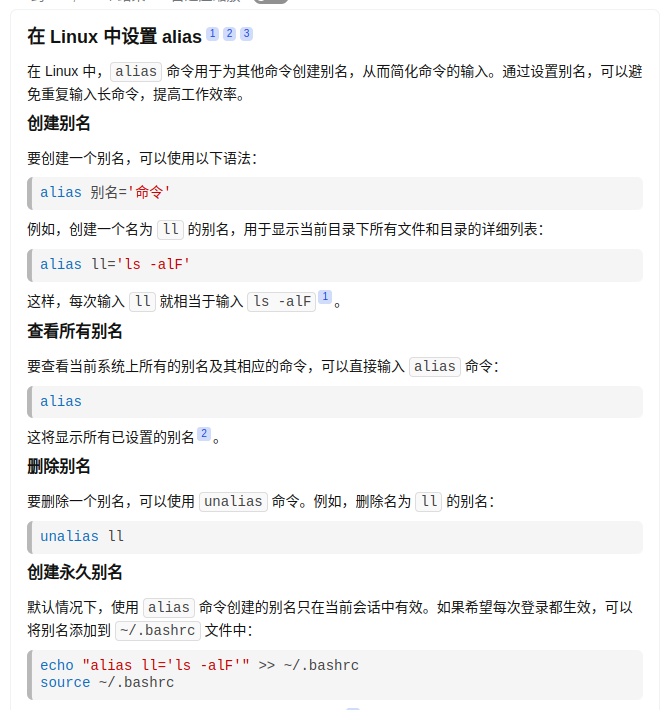 在 Linux 中设置 alias 1 2 3
在 Linux 中，alias 命令用于为其他命令创建别名，从而简化命令的输入。通过设置别名，可以避
免重复输入长命令，提高工作效率。
创建别名
要创建一个别名，可以使用以下语法：
alias 别名='命令'
例如，创建一个名为 ll 的别名，用于显示当前目录下所有文件和目录的详细列表：
alias ll='ls -alF'
这样，每次输入 ll 就相当于输入 ls -alF 1。
查看所有别名
要查看当前系统上所有的别名及其相应的命令，可以直接输入 alias 命令：
alias
这将显示所有已设置的别名 2。
删除别名
要删除一个别名，可以使用 unalias 命令。例如，删除名为 ll 的别名：
unalias ll
创建永久别名
默认情况下，使用 alias 命令创建的别名只在当前会话中有效。如果希望每次登录都生效，可以
将别名添加到 ~/.bashrc 文件中：
echo "alias ll='ls -alF'" >> ~/.bashrc
source ~/.bashrc